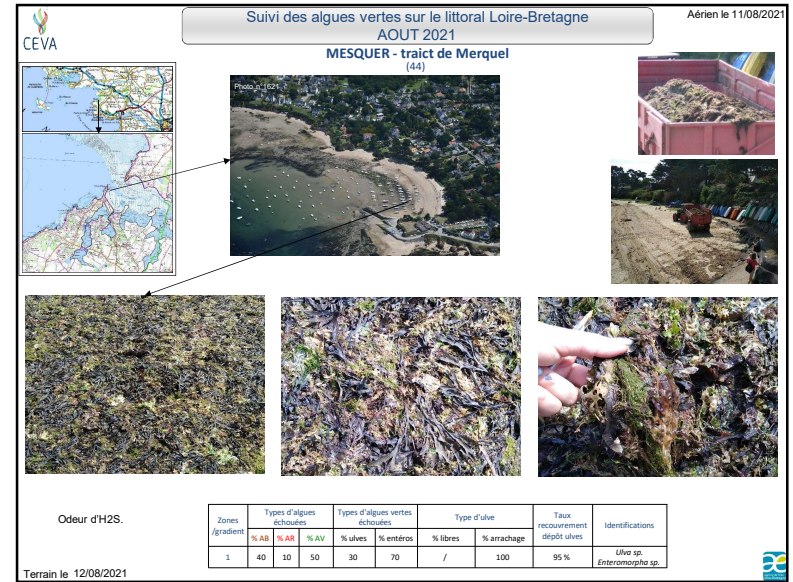 CEVA
Suivi des algues vertes sur le littoral Loire-Bretagne
AOUT 2021
Aérien le 11/08/2021
MESQUER - traict de Merquel
(44)
Photo n°1621
Odeur d’H2S.
Zones /gradient
Types d'algues échouées
Types d'algues vertes échouées
Type d'ulve
Taux recouvrement dépôt ulves
Identifications
% AB % AR % AV % ulves % entéros % libres % arrachage
1 40 10 50 30 70 / 100 95 % Ulva sp. Enteromorpha sp.
Terrain le 12/08/2021